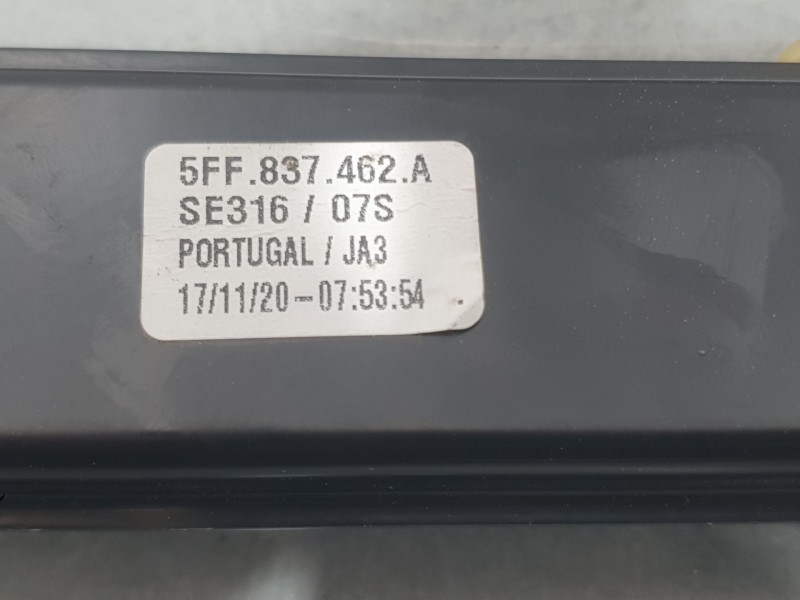 5FF.837.462.A
SE316 / 07S
PORTUGAL / JA3
17/11/20-07:53:54